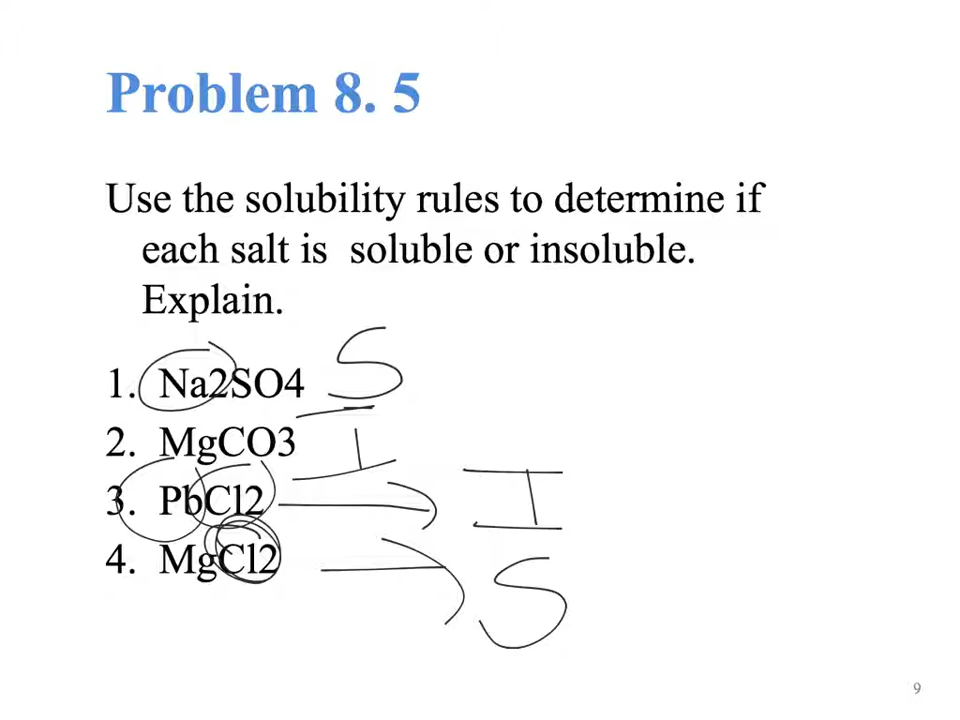 Problem 8. 5
Use the solubility rules to determine if
each salt is soluble or insoluble.
Explain.
1. Na2SO4 S
2. MgCO3 I
3. PbCl2 I
4. MgCl2 S
9